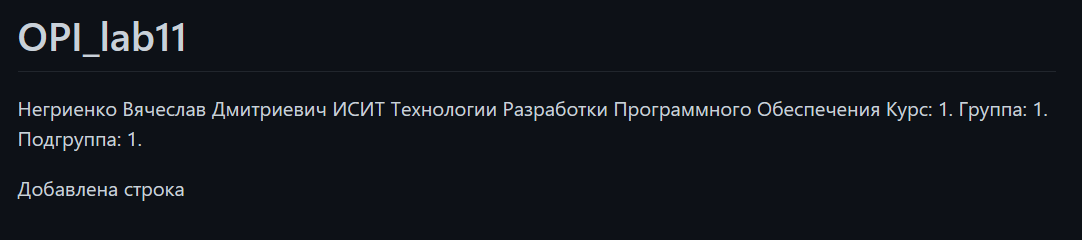 OPI_lab11
Негриенко Вячеслав Дмитриевич ИСИТ Технологии Разработки Программного Обеспечения Курс: 1. Группа: 1.
Подгруппа: 1.
Добавлена строка